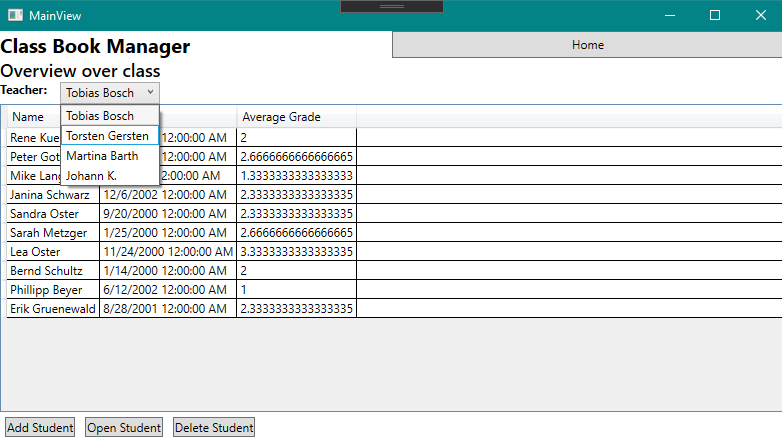 MainView
Class Book Manager
Home
Overview over class
Teacher: Tobias Bosch
Tobias Bosch
Torsten Gersten
Martina Barth
Johann K.
Name Average Grade
Rene 12:00:00 AM 2
Peter 12:00:00 AM 2.6666666666666665
Mike 2:00:00 AM 1.3333333333333333
Janina Schwarz 12/6/2002 12:00:00 AM 2.3333333333333335
Sandra Oster 9/20/2000 12:00:00 AM 2.3333333333333335
Sarah Metzger 1/25/2000 12:00:00 AM 2.6666666666666665
Lea Oster 11/24/2000 12:00:00 AM 3.3333333333333335
Bernd Schultz 1/14/2000 12:00:00 AM 2
Phillipp Beyer 6/12/2002 12:00:00 AM 1
Erik Gruenewald 8/28/2001 12:00:00 AM 2.3333333333333335
Add Student Open Student Delete Student